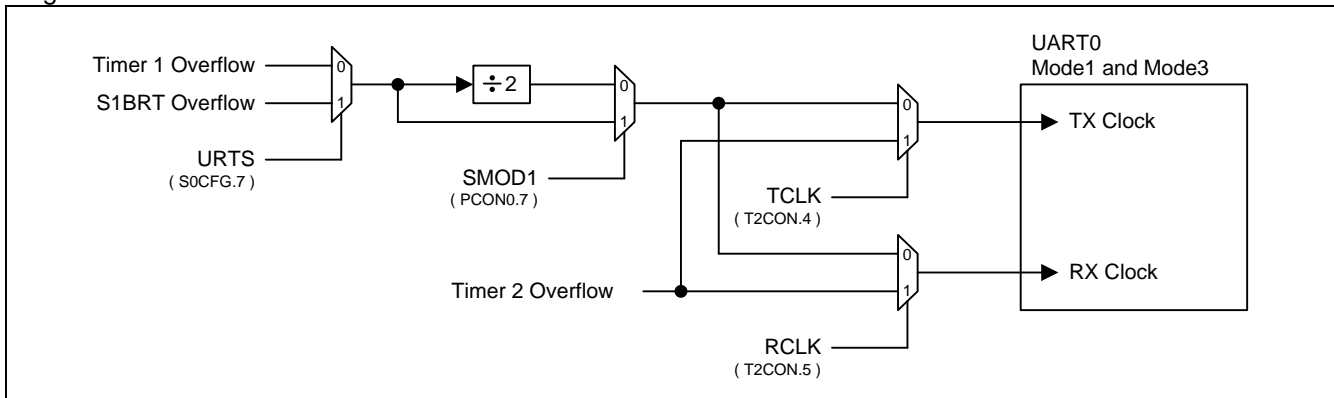 Timer 1 Overflow
S1BRT Overflow
0
1
URTS
( S0CFG.7 )
÷2
0
1
SMOD1
( PCON0.7 )
0
1
TCLK
( T2CON.4 )
Timer 2 Overflow
0
1
RCLK
( T2CON.5 )
UART0
Mode1 and Mode3
TX Clock
RX Clock